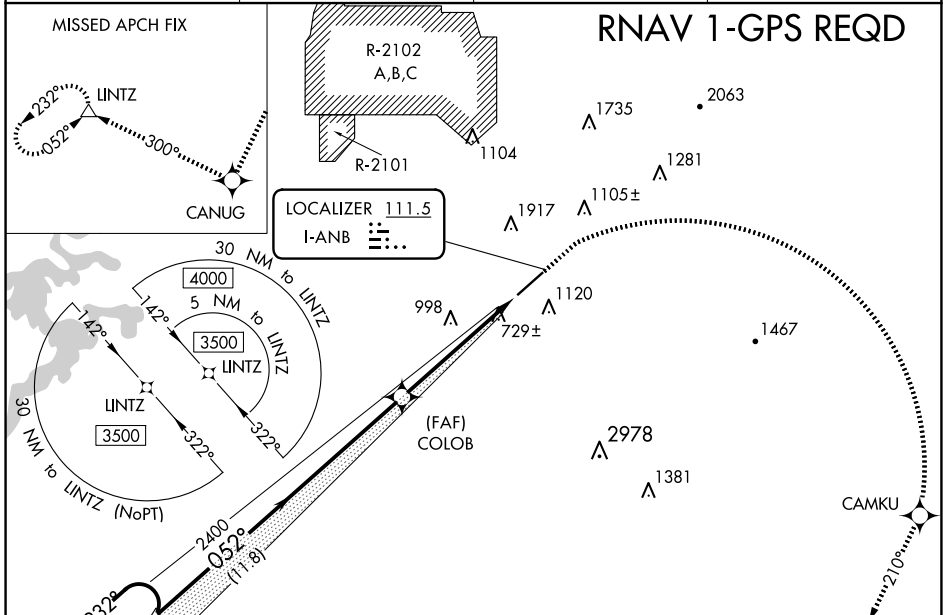 MISSED APCH FIX
RNAV 1-GPS REQD
232°
LINTZ
052°
300°
CANUG
R-2102
A,B,C
R-2101
1104
1735
2063
1281
1105±
1917
LOCALIZER 111.5
I-ANB
30 NM to LINTZ
4000
142°
5 NM to LINTZ
3500
LINTZ
322°
142°
LINTZ
3500
322°
30 NM to LINTZ (NoPT)
998
729±
1120
1467
(FAF)
COLOB
2978
1381
CAMKU
210°
2400
052°
(11.8)
232°